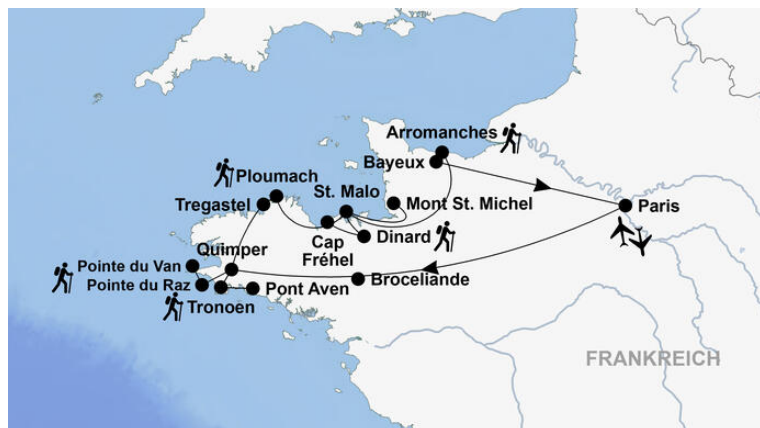 Arromanches
Bayeux
Ploumach
St. Malo
Mont St. Michel
Tregastel
Paris
Dinard
Cap
Fréhel
Quimper
Pointe du Van
Pointe du Raz
Pont Aven
Broceliande
Tronoen
FRANKREICH